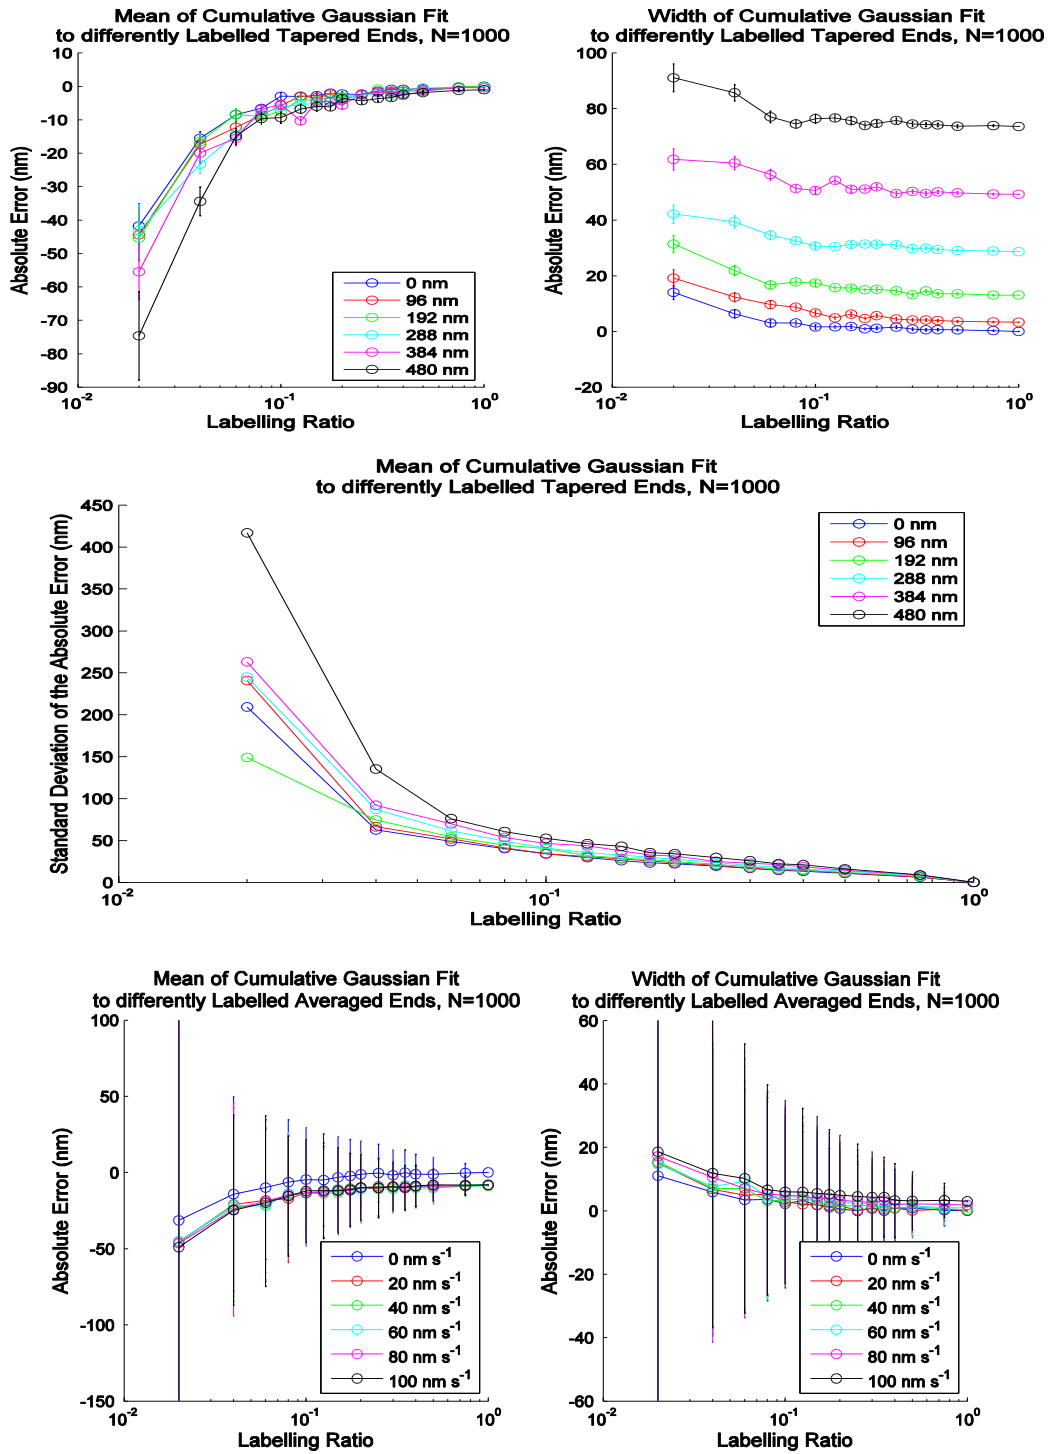 Mean of Cumulative Gaussian Fit
to differently Labelled Tapered Ends, N=1000
Absolute Error (nm)
10
0
-10
-20
-30
-40
-50
-60
-70
-80
-90
10-2
10-1
100
Labelling Ratio
0 nm
96 nm
192 nm
288 nm
384 nm
480 nm
Width of Cumulative Gaussian Fit
to differently Labelled Tapered Ends, N=1000
Absolute Error (nm)
100
80
60
40
20
0
-20
10-2
10-1
100
Labelling Ratio
Mean of Cumulative Gaussian Fit
to differently Labelled Tapered Ends, N=1000
Standard Deviation of the Absolute Error (nm)
450
400
350
300
250
200
150
100
50
0
10-2
10-1
100
Labelling Ratio
0 nm
96 nm
192 nm
288 nm
384 nm
480 nm
Mean of Cumulative Gaussian Fit
to differently Labelled Averaged Ends, N=1000
Absolute Error (nm)
100
50
0
-50
-100
-150
10-2
10-1
100
Labelling Ratio
0 nm s-1
20 nm s-1
40 nm s-1
60 nm s-1
80 nm s-1
100 nm s-1
Width of Cumulative Gaussian Fit
to differently Labelled Averaged Ends, N=1000
Absolute Error (nm)
60
40
20
0
-20
-40
-60
10-2
10-1
100
Labelling Ratio
0 nm s-1
20 nm s-1
40 nm s-1
60 nm s-1
80 nm s-1
100 nm s-1